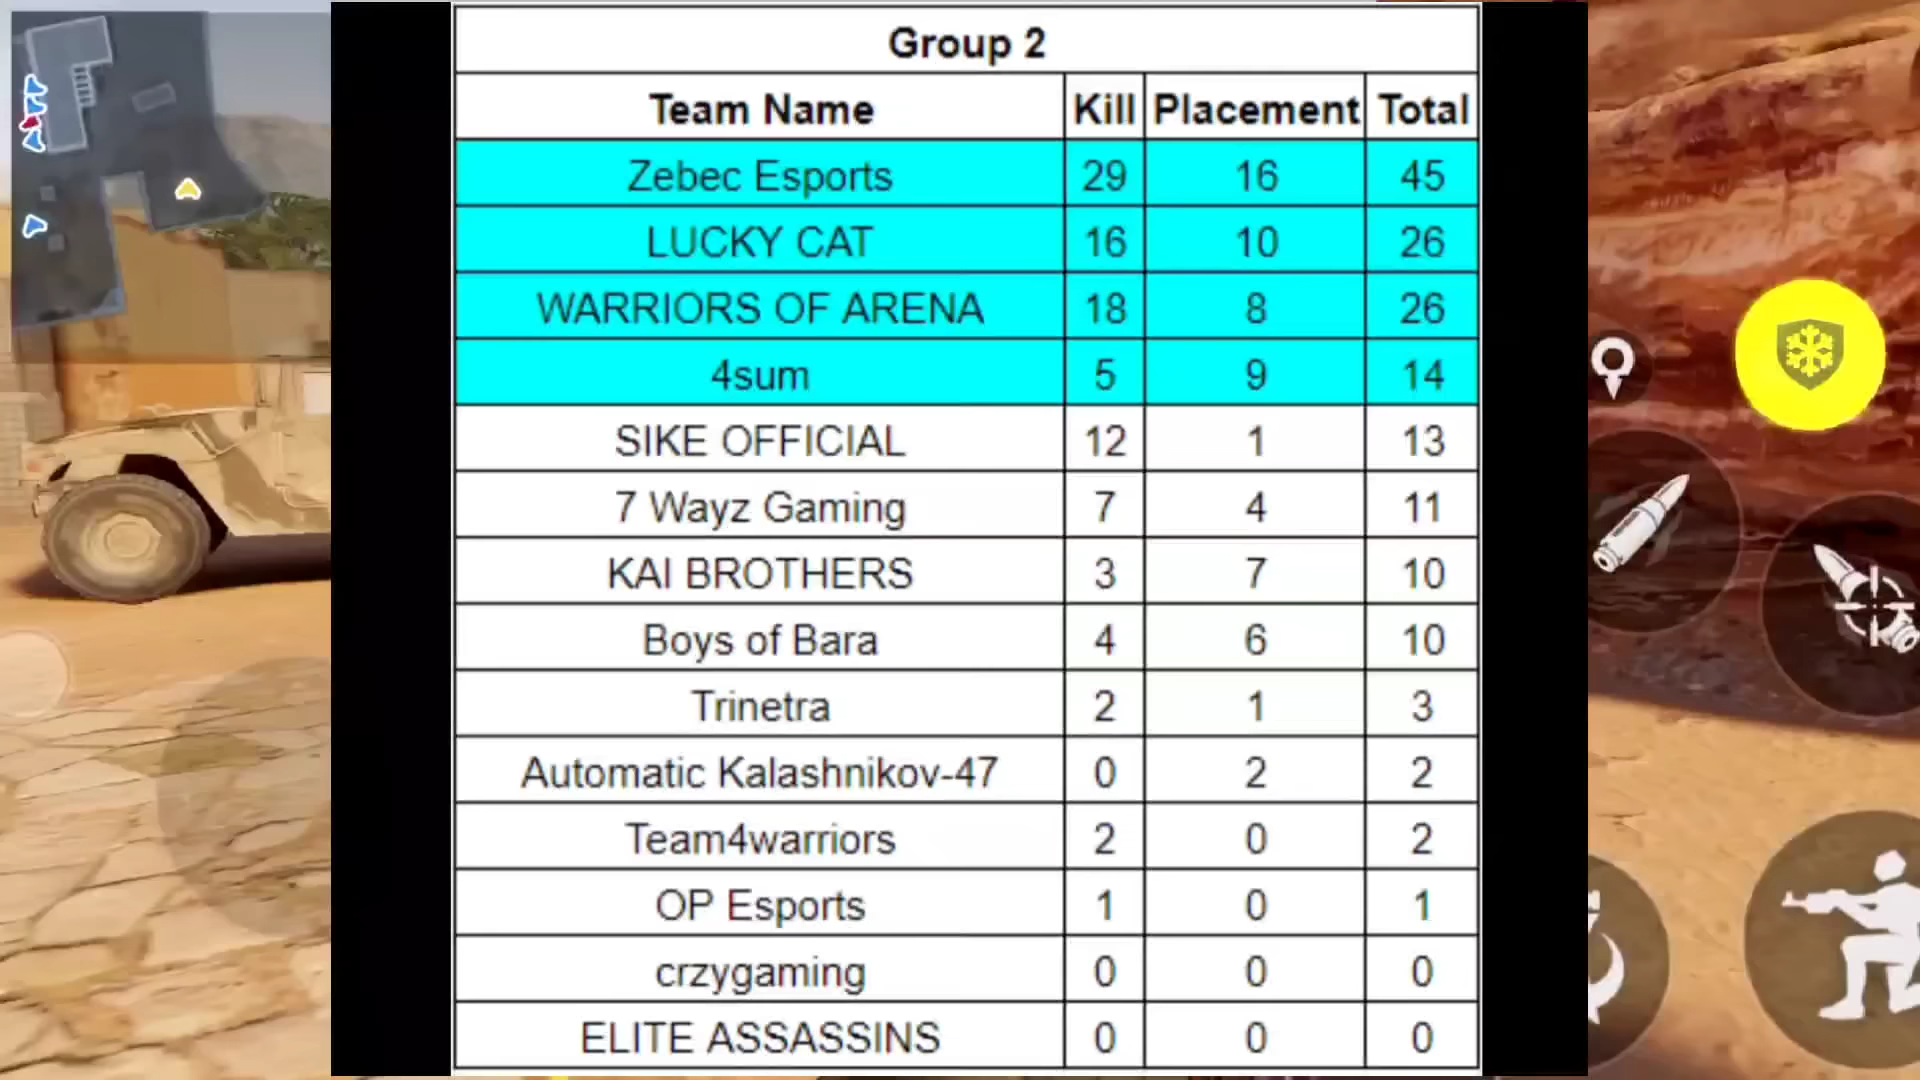 Group 2
Team Name Kill Placement Total
Zebec Esports 29 16 45
LUCKY CAT 16 10 26
WARRIORS OF ARENA 18 8 26
4sum 5 9 14
SIKE OFFICIAL 12 1 13
7 Wayz Gaming 7 4 11
KAI BROTHERS 3 7 10
Boys of Bara 4 6 10
Trinetra 2 1 3
Automatic Kalashnikov-47 0 2 2
Team4warriors 2 0 2
OP Esports 1 0 1
crzygaming 0 0 0
ELITE ASSASSINS 0 0 0